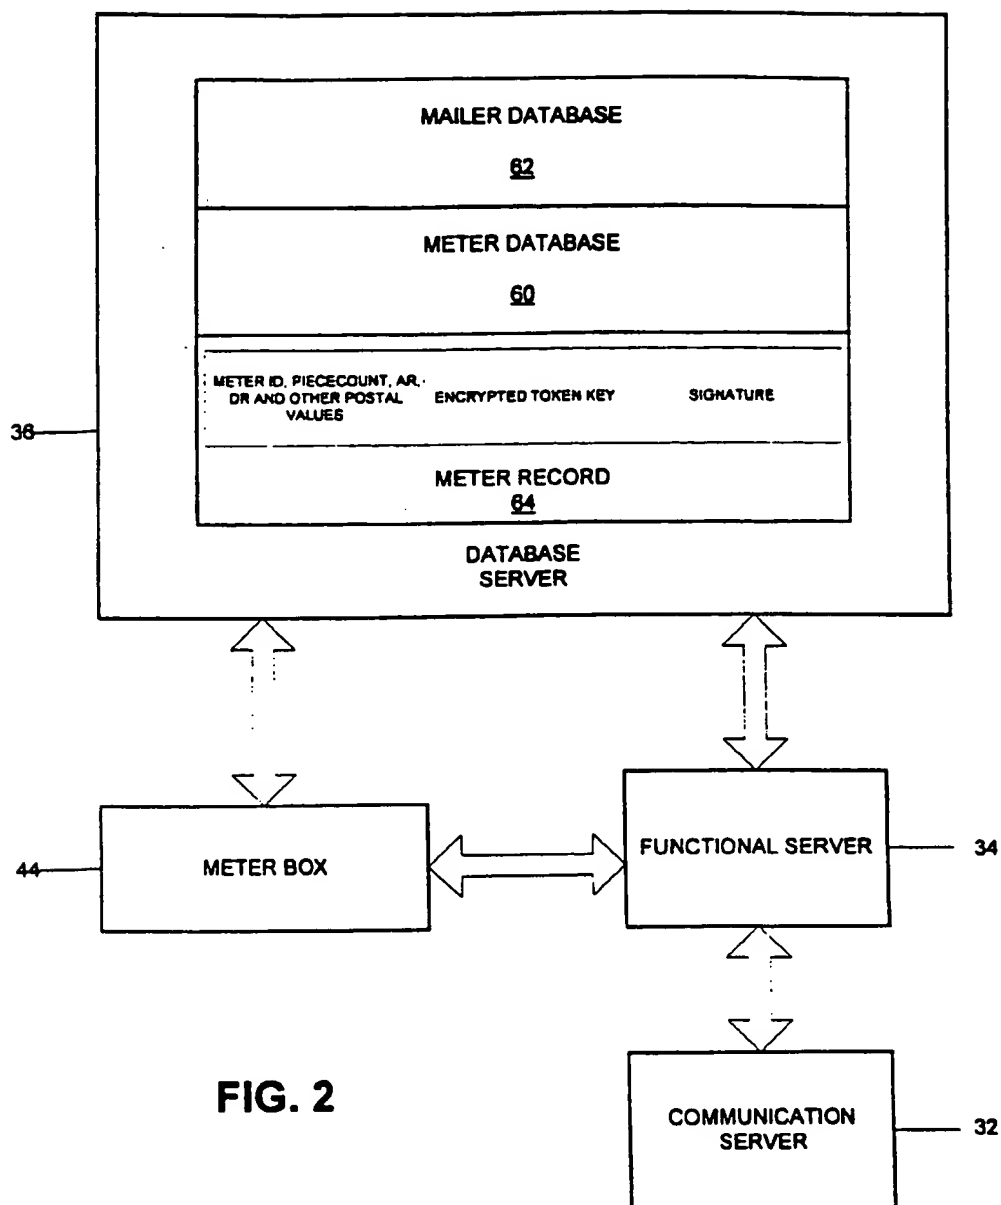 MAILER DATABASE
62
METER DATABASE
60
METER ID, PIECECOUNT, AR,
DR AND OTHER POSTAL
VALUES
ENCRYPTED TOKEN KEY
SIGNATURE
36
METER RECORD
64
DATABASE
SERVER
44
METER BOX
FUNCTIONAL SERVER
34
FIG. 2
COMMUNICATION
SERVER
32